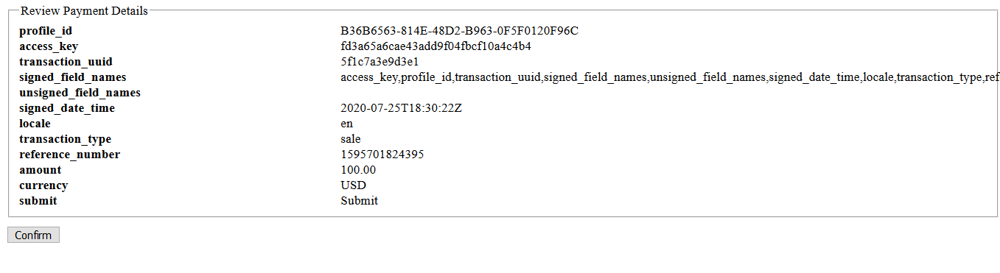 Review Payment Details
profile_id B36B6563-814E-48D2-B963-0F5F0120F96C
access_key fd3a65a6cae43add9f04fbcf10a4c4b4
transaction_uuid 5f1c7a3e9d3e1
signed_field_names access_key,profile_id,transaction_uuid,signed_field_names,unsigned_field_names,signed_date_time,locale,transaction_type,ref
unsigned_field_names
signed_date_time 2020-07-25T18:30:22Z
locale en
transaction_type sale
reference_number 1595701824395
amount 100.00
currency USD
submit Submit
Confirm